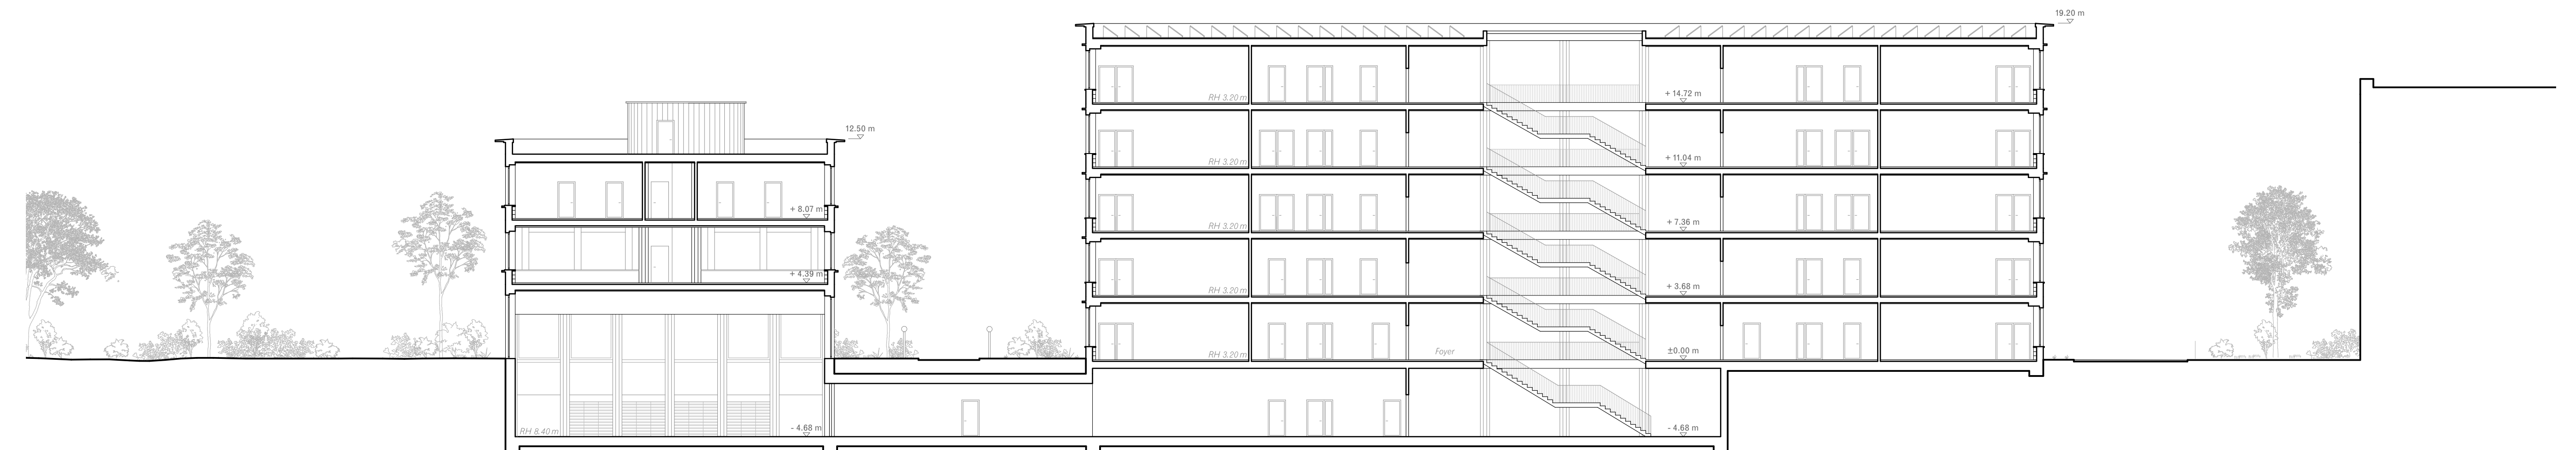 19.20 m
+ 14.72 m
RH 3.20 m
12.50 m
+ 11.04 m
RH 3.20 m
+ 8.07 m
+ 7.36 m
RH 3.20 m
+ 4.39 m
+ 3.68 m
RH 3.20 m
Foyer
±0.00 m
RH 3.20 m
RH 8.40 m
- 4.68 m
- 4.68 m